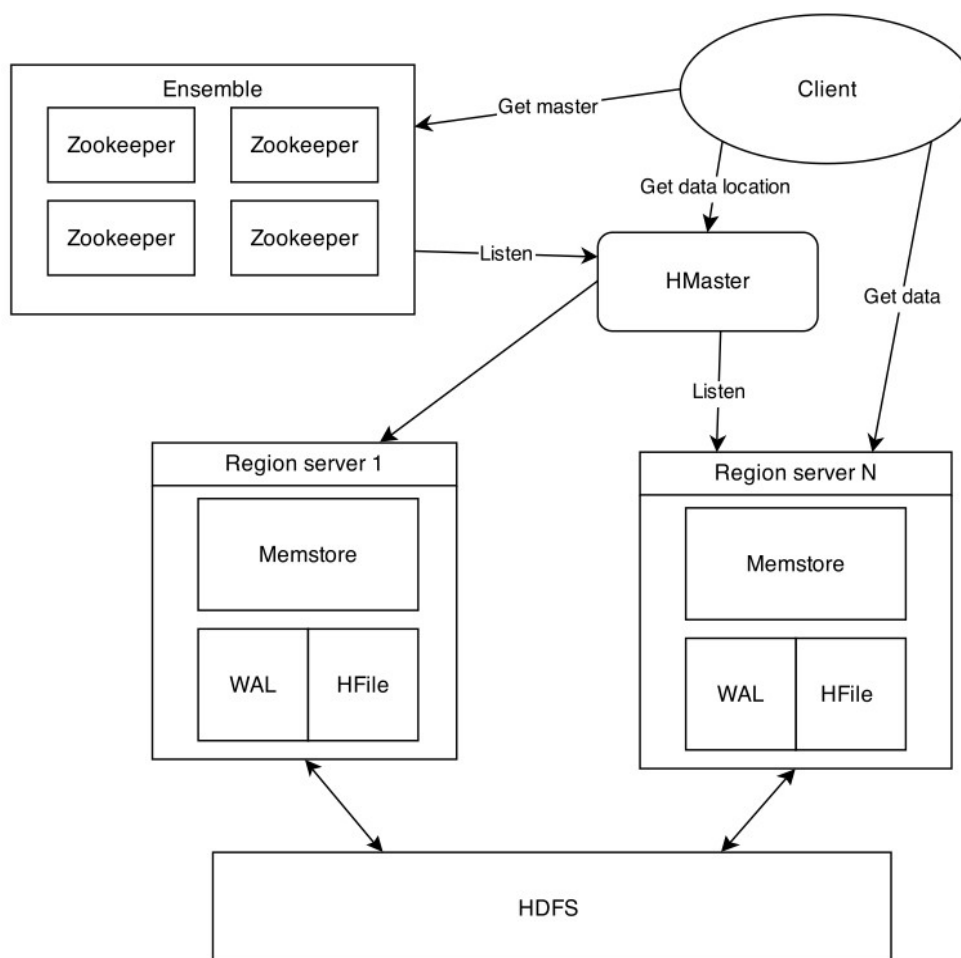 Ensemble
Client
Get master
Zookeeper
Zookeeper
Get data location
Zookeeper
Zookeeper
Listen
HMaster
Get data
Listen
Region server 1
Region server N
Memstore
Memstore
WAL
HFile
WAL
HFile
HDFS